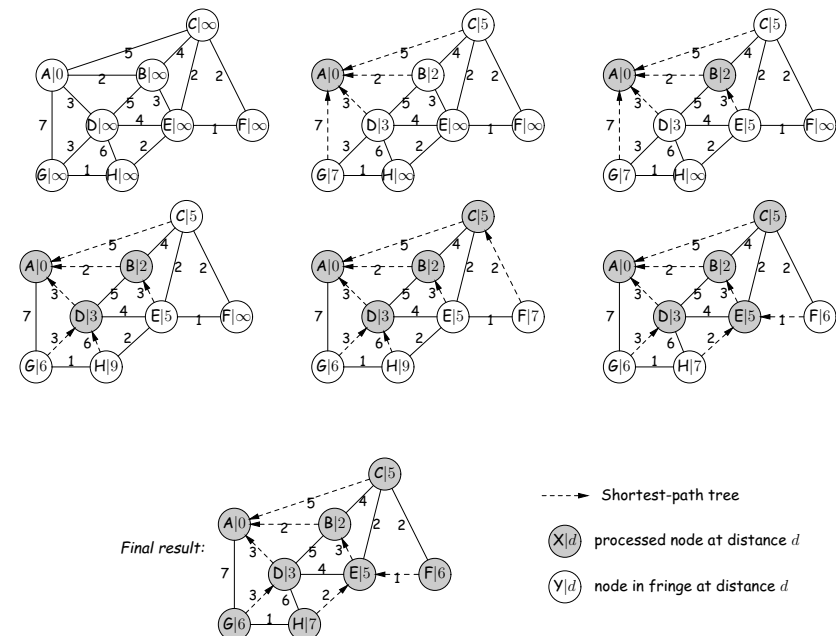 C|∞
5 4
A|0 2 B|∞ 2 2
3 5 3
7 D|∞ 4 E|∞ 1 F|∞
3 6 2
G|∞ 1 H|∞
C|5
5 4
A|0 2 B|2 2 2
3 5 3
7 D|3 4 E|∞ 1 F|∞
3 6 2
G|7 1 H|∞
C|5
5 4
A|0 2 B|2 2 2
3 5 3
7 D|3 4 E|5 1 F|∞
3 6 2
G|7 1 H|∞
C|5
5 4
A|0 2 B|2 2 2
3 5 3
7 D|3 4 E|5 1 F|∞
3 6 2
G|6 1 H|9
C|5
5 4
A|0 2 B|2 2 2
3 5 3
7 D|3 4 E|5 1 F|7
3 6 2
G|6 1 H|9
C|5
5 4
A|0 2 B|2 2 2
3 5 3
7 D|3 4 E|5 1 F|6
3 6 2
G|6 1 H|7
Final result:
C|5
5 4
A|0 2 B|2 2 2
3 5 3
7 D|3 4 E|5 1 F|6
3 6 2
G|6 1 H|7
Shortest-path tree
X|d processed node at distance d
Y|d node in fringe at distance d